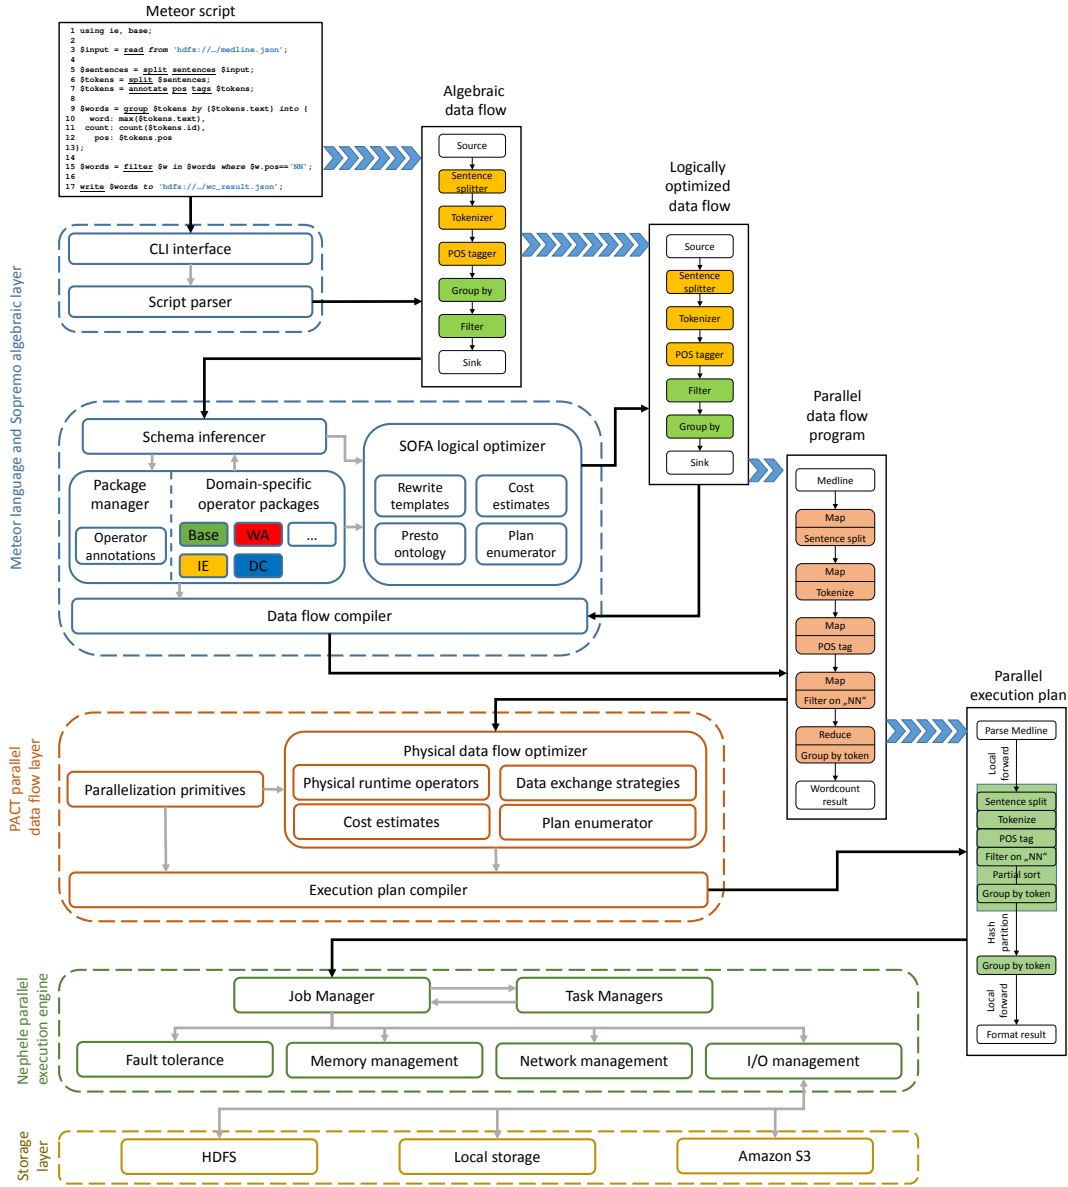 Meteor script
1 using ie, base;
2
3 $input = read from ‘hdfs://…/medline.json’;
4
5 $sentences = split sentences $input;
6 $tokens = split $sentences;
7 $tokens = annotate pos tags $tokens;
8
9 $words = group $tokens by {$tokens.text} into {
10 word: max($tokens.text),
11 count: count($tokens.id),
12 pos: $tokens.pos
13 };
14
15 $words = filter $w in $words where $w.pos==‘NN’;
16
17 write $words to ‘hdfs://…/wc_result.json’;
Algebraic
data flow
Source
Sentence
splitter
Tokenizer
POS tagger
Group by
Filter
Sink
Logically
optimized
data flow
Source
Sentence
splitter
Tokenizer
POS tagger
Filter
Group by
Sink
Meteor language and Sopremo algebraic layer
CLI interface
Script parser
Schema inferencer
Package
manager
Operator
annotations
Domain-specific
operator packages
Base
WA
...
IE
DC
SOFA logical optimizer
Rewrite
templates
Cost
estimates
Presto
ontology
Plan
enumerator
Data flow compiler
Parallel
data flow
program
Medline
Map
Sentence split
Map
Tokenize
Map
POS tag
Map
Filter on „NN“
Reduce
Group by token
Wordcount
result
PACT parallel
data flow layer
Parallelization primitives
Physical data flow optimizer
Physical runtime operators
Data exchange strategies
Cost estimates
Plan enumerator
Execution plan compiler
Parallel
execution plan
Parse Medline
Local
forward
Sentence split
Tokenize
POS tag
Filter on „NN“
Partial sort
Group by token
Hash
partition
Group by token
Local
forward
Format result
Nephele parallel
execution engine
Job Manager
Task Managers
Fault tolerance
Memory management
Network management
I/O management
Storage
layer
HDFS
Local storage
Amazon S3